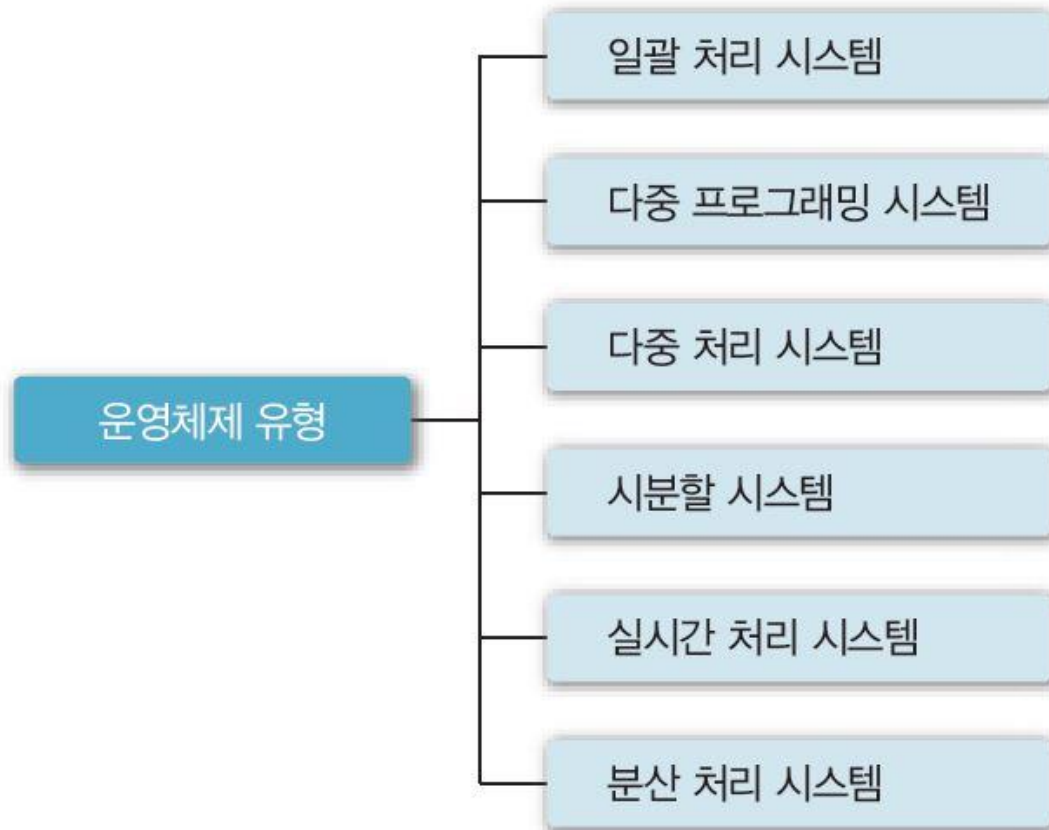 일괄 처리 시스템
다중 프로그래밍 시스템
다중 처리 시스템
운영체제 유형
시분할 시스템
실시간 처리 시스템
분산 처리 시스템